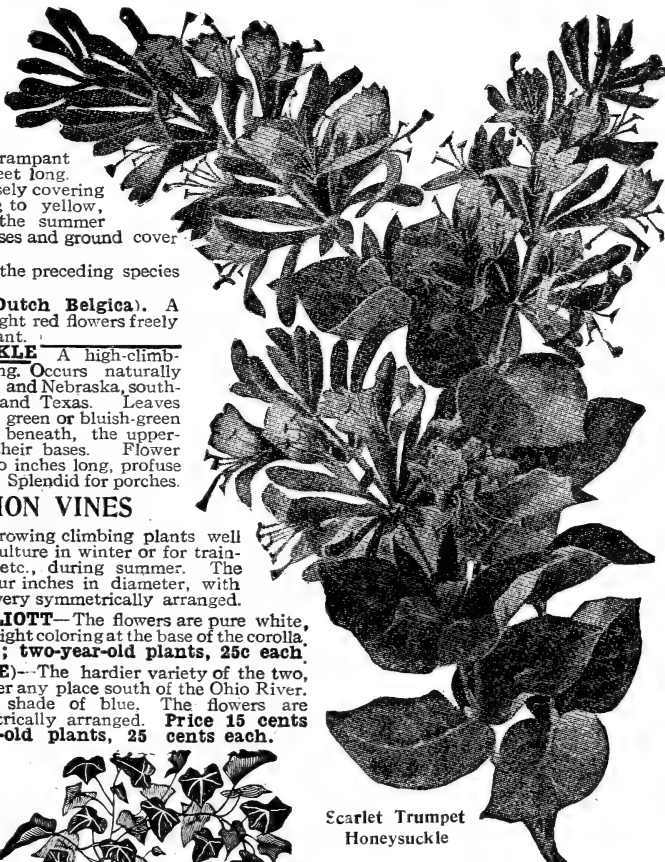 rampant
eet long.
sely covering
g to yellow,
the summer
ses and ground cover
the preceding species
Dutch Belgica). A
ght red flowers freely
ant.
KLE A high-climb-
ng. Occurs naturally
and Nebraska, south-
and Texas. Leaves
green or bluish-green
beneath, the upper-
heir bases. Flower
o inches long, profuse
Splendid for porches.
ION VINES
rowing climbing plants well
ulture in winter or for train-
etc., during summer. The
ur inches in diameter, with
very symmetrically arranged.
LIOTT—The flowers are pure white,
ight coloring at the base of the corolla.
; two-year-old plants, 25c each.
E)—The hardier variety of the two,
er any place south of the Ohio River.
shade of blue. The flowers are
trically arranged. Price 15 cents
-old plants, 25 cents each.
Scarlet Trumpet
Honeysuckle